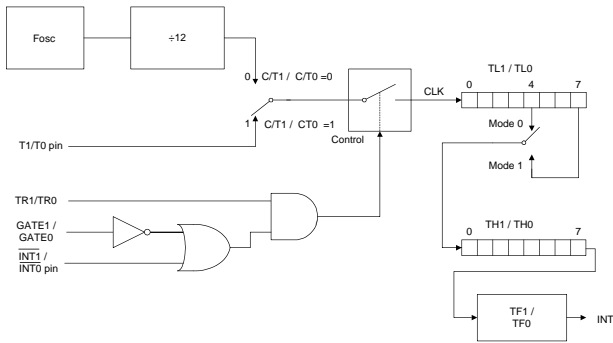 Fosc
÷12
0 C/T1 / C/T0 =0
1 C/T1 / CT0 =1
T1/T0 pin
Control
CLK
TL1 / TL0
0 4 7
Mode 0
Mode 1
TR1/TR0
GATE1 /
GATE0
INT1 /
INT0 pin
TH1 / TH0
0 7
TF1 /
TF0
INT